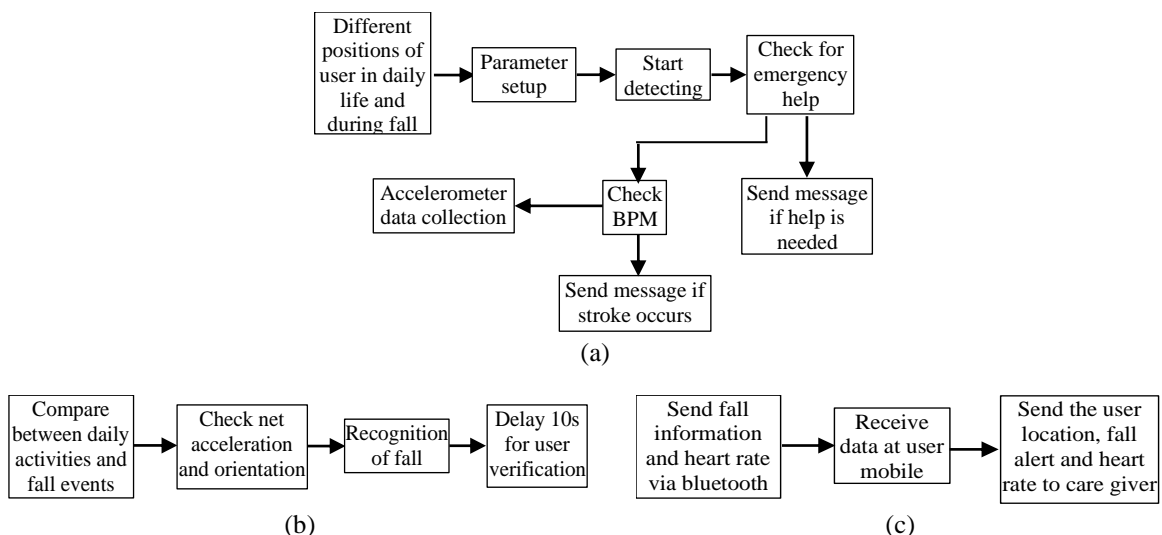 Different
positions of
user in daily
life and
during fall
Parameter
setup
Start
detecting
Check for
emergency
help
Accelerometer
data collection
Check
BPM
Send message
if help is
needed
Send message if
stroke occurs
(a)
Compare
between daily
activities and
fall events
Check net
acceleration
and orientation
Recognition
of fall
Delay 10s
for user
verification
(b)
Send fall
information
and heart rate
via bluetooth
Receive
data at user
mobile
Send the user
location, fall
alert and heart
rate to care giver
(c)